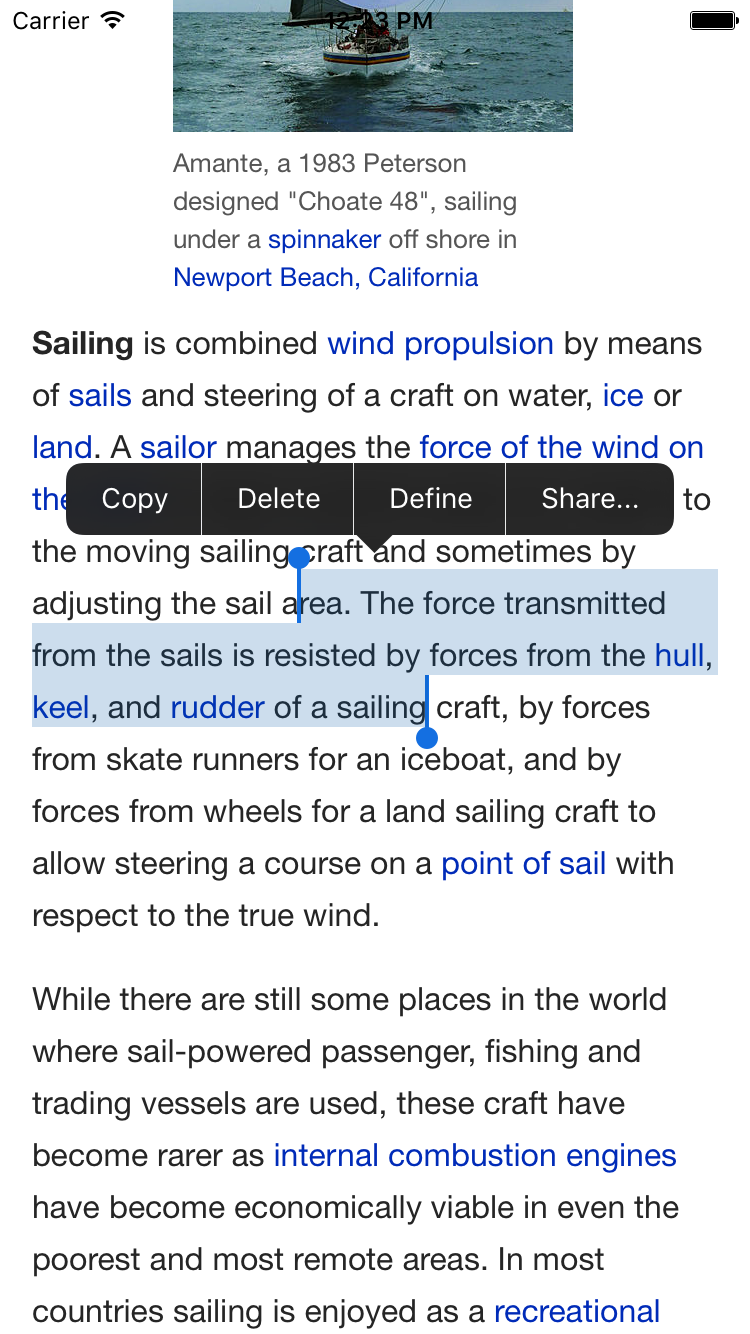 Carrier 12:23 PM
Amante, a 1983 Peterson
designed "Choate 48", sailing
under a spinnaker off shore in
Newport Beach, California
Sailing is combined wind propulsion by means
of sails and steering of a craft on water, ice or
land. A sailor manages the force of the wind on
the to
Copy Delete Define Share...
the moving sailing craft and sometimes by
adjusting the sail area. The force transmitted
from the sails is resisted by forces from the hull,
keel, and rudder of a sailing craft, by forces
from skate runners for an iceboat, and by
forces from wheels for a land sailing craft to
allow steering a course on a point of sail with
respect to the true wind.
While there are still some places in the world
where sail-powered passenger, fishing and
trading vessels are used, these craft have
become rarer as internal combustion engines
have become economically viable in even the
poorest and most remote areas. In most
countries sailing is enjoyed as a recreational